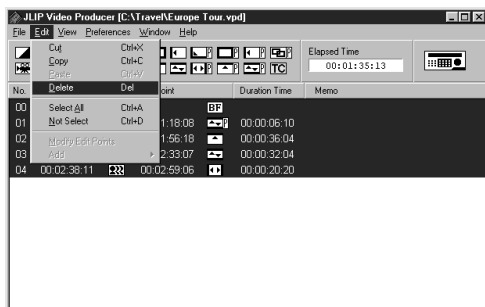 JLIP Video Producer [C:\Travel\Europe Tour.vpd]
File Edit View Preferences Window Help
Cut Ctrl+X
Copy Ctrl+C
Paste Ctrl+V
Delete Del
Select All Ctrl+A
Not Select Ctrl+D
Modify Edit Points
Add
Elapsed Time
00:01:35:13
P P P P
P P P P TC
No. oint Duration Time Memo
00 BF
01 1:18:08 P 00:00:06:10
02 1:56:18 00:00:36:04
03 2:33:07 00:00:32:04
04 00:02:38:11 00:02:59:06 00:00:20:20